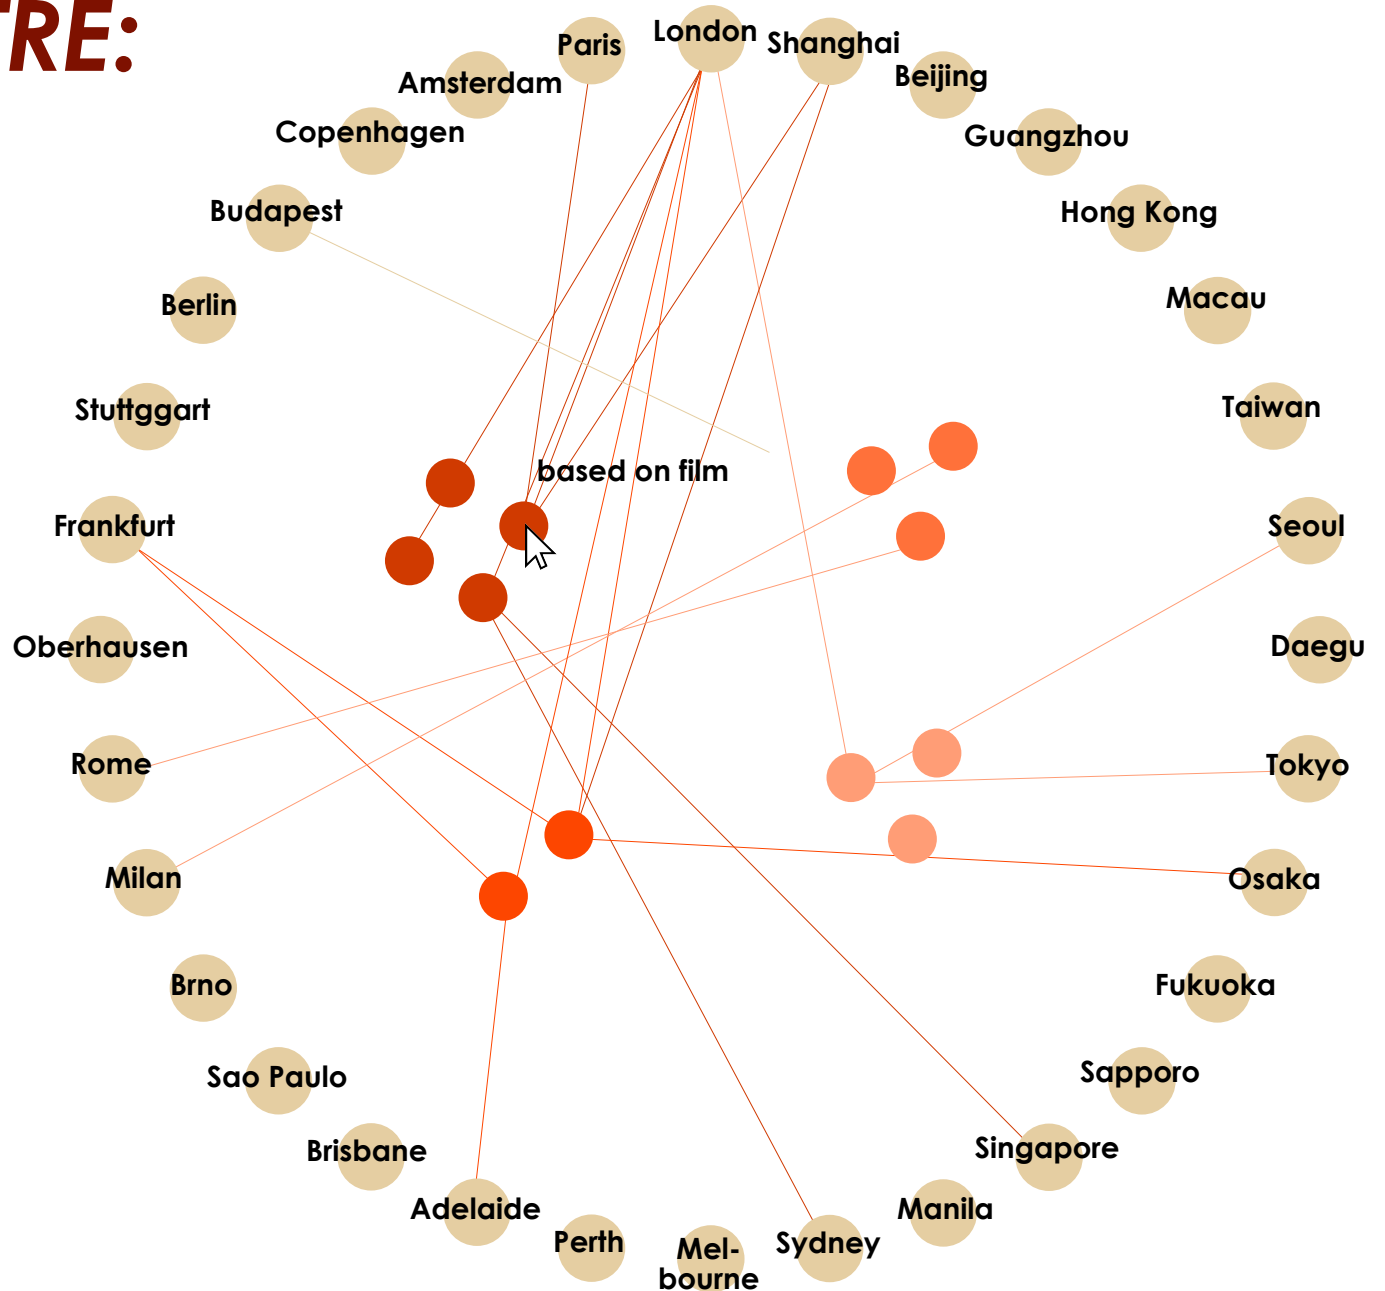 TRE:
Paris
London
Shanghai
Amsterdam
Beijing
Copenhagen
Guangzhou
Budapest
Hong Kong
Berlin
Macau
Stuttggart
Taiwan
based on film
Frankfurt
Seoul
Oberhausen
Daegu
Rome
Tokyo
Milan
Osaka
Brno
Fukuoka
Sao Paulo
Sapporo
Brisbane
Singapore
Adelaide
Manila
Perth
Mel-
bourne
Sydney